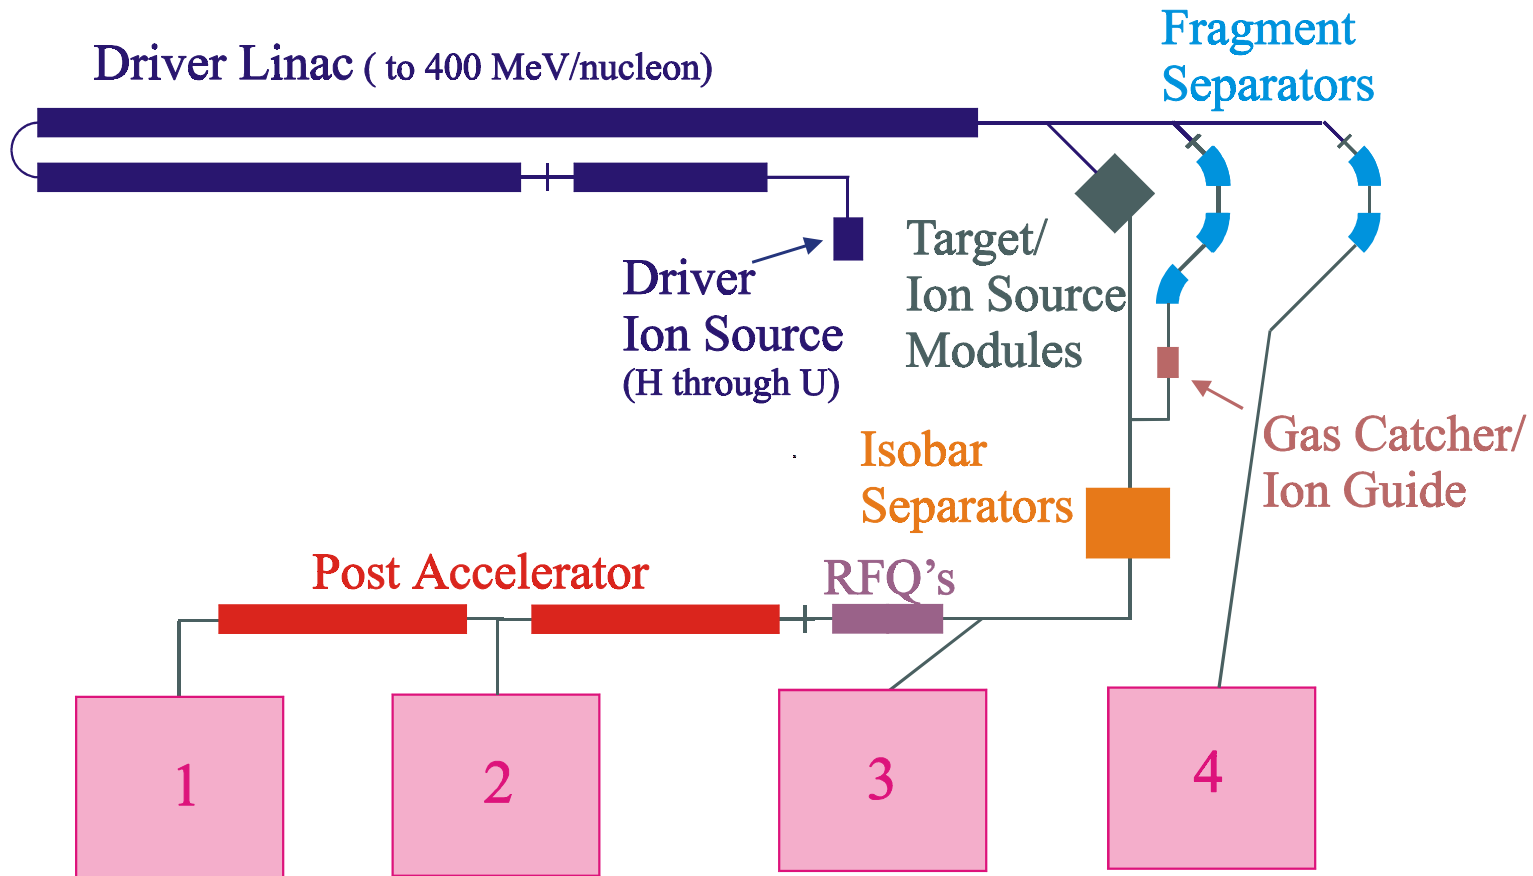 Driver Linac ( to 400 MeV/nucleon)
Fragment
Separators
Driver
Ion Source
(H through U)
Target/
Ion Source
Modules
Gas Catcher/
Ion Guide
Isobar
Separators
Post Accelerator
RFQ’s
1
2
3
4